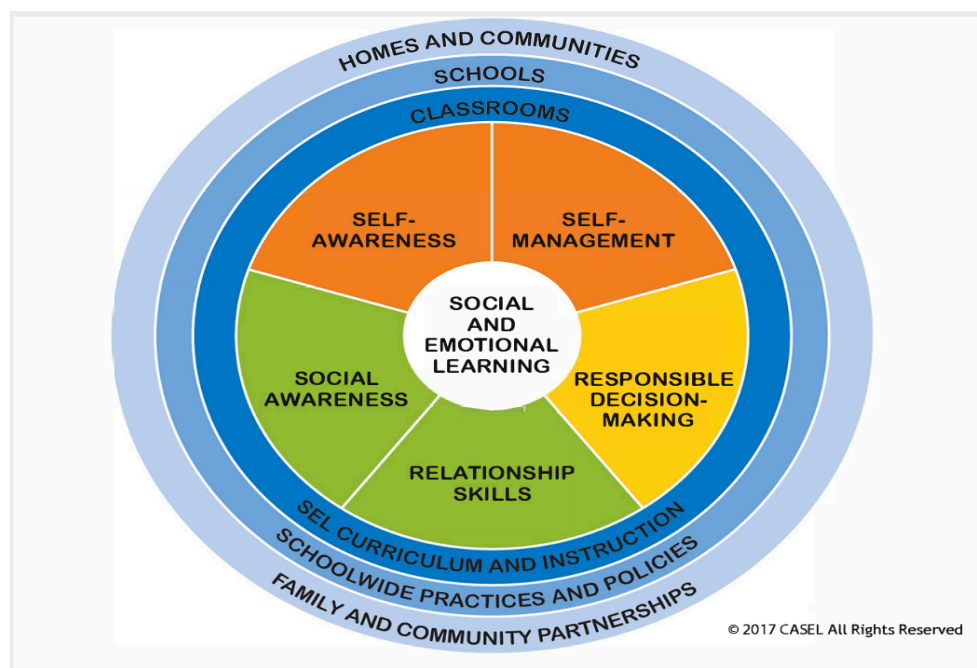 HOMES AND COMMUNITIES
SCHOOLS
CLASSROOMS
SELF-
AWARENESS
SELF-
MANAGEMENT
SOCIAL
AND
EMOTIONAL
LEARNING
SOCIAL
AWARENESS
RESPONSIBLE
DECISION-
MAKING
RELATIONSHIP
SKILLS
SEL CURRICULUM AND INSTRUCTION
SCHOOLWIDE PRACTICES AND POLICIES
FAMILY AND COMMUNITY PARTNERSHIPS
© 2017 CASEL All Rights Reserved